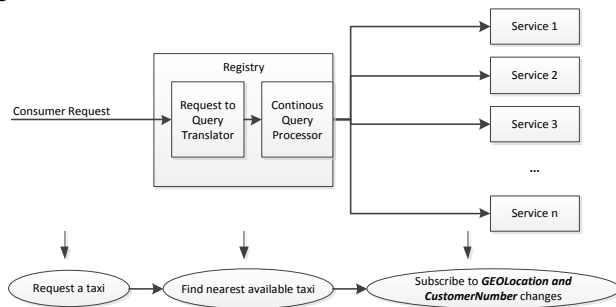 Service 1
Registry
Service 2
Consumer Request
Request to
Query
Translator
Continous
Query
Processor
Service 3
...
Service n
Request a taxi
Find nearest available taxi
Subscribe to GEOLocation and
CustomerNumber changes